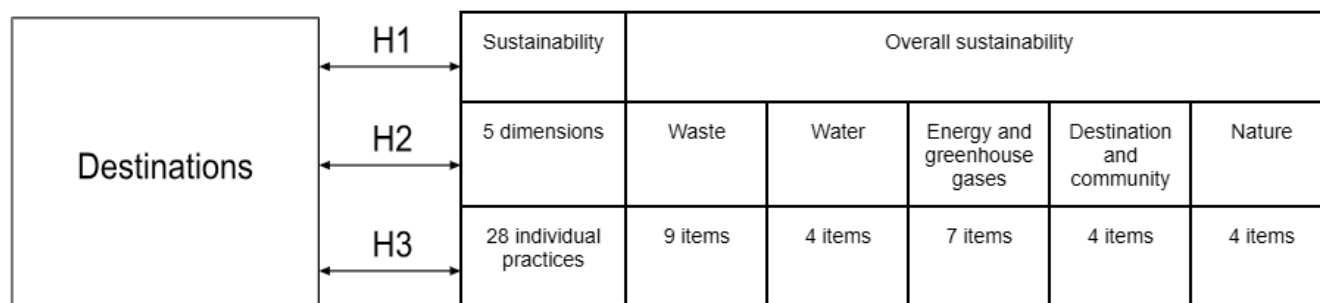 Destinations
H1
Sustainability
Overall sustainability
H2
5 dimensions
Waste
Water
Energy and
greenhouse
gases
Destination
and
community
Nature
H3
28 individual
practices
9 items
4 items
7 items
4 items
4 items